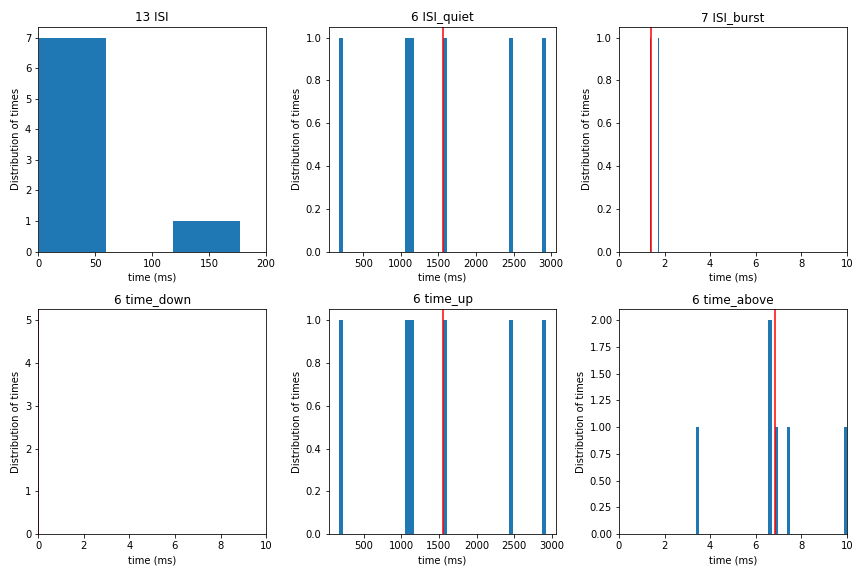 13 ISI
Distribution of times
7
6
5
4
3
2
1
0
0 50 100 150 200
time (ms)
6 ISI_quiet
Distribution of times
1.0
0.8
0.6
0.4
0.2
0.0
500 1000 1500 2000 2500 3000
time (ms)
7 ISI_burst
Distribution of times
1.0
0.8
0.6
0.4
0.2
0.0
0 2 4 6 8 10
time (ms)
6 time_down
Distribution of times
5
4
3
2
1
0
0 2 4 6 8 10
time (ms)
6 time_up
Distribution of times
1.0
0.8
0.6
0.4
0.2
0.0
500 1000 1500 2000 2500 3000
time (ms)
6 time_above
Distribution of times
2.00
1.75
1.50
1.25
1.00
0.75
0.50
0.25
0.00
0 2 4 6 8 10
time (ms)